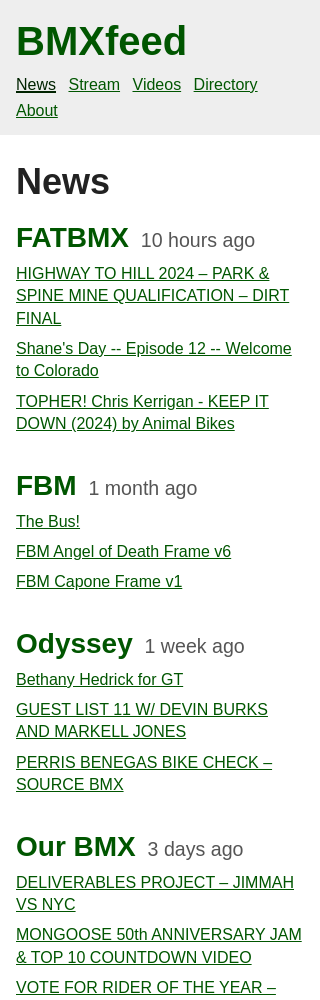 BMXfeed
News Stream Videos Directory
About
News
FATBMX 10 hours ago
HIGHWAY TO HILL 2024 – PARK &
SPINE MINE QUALIFICATION – DIRT
FINAL
Shane's Day -- Episode 12 -- Welcome
to Colorado
TOPHER! Chris Kerrigan - KEEP IT
DOWN (2024) by Animal Bikes
FBM 1 month ago
The Bus!
FBM Angel of Death Frame v6
FBM Capone Frame v1
Odyssey 1 week ago
Bethany Hedrick for GT
GUEST LIST 11 W/ DEVIN BURKS
AND MARKELL JONES
PERRIS BENEGAS BIKE CHECK –
SOURCE BMX
Our BMX 3 days ago
DELIVERABLES PROJECT – JIMMAH
VS NYC
MONGOOSE 50th ANNIVERSARY JAM
& TOP 10 COUNTDOWN VIDEO
VOTE FOR RIDER OF THE YEAR –